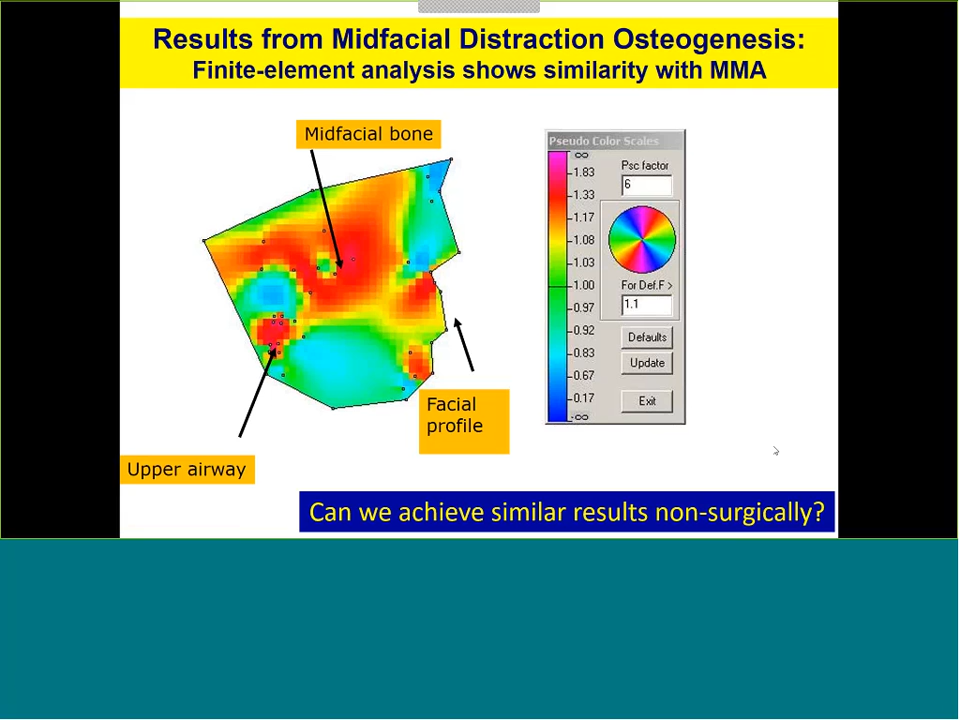 Results from Midfacial Distraction Osteogenesis:
Finite-element analysis shows similarity with MMA
Midfacial bone
Pseudo Color Scales
∞
1.83
1.33
1.17
1.08
1.03
1.00
0.97
0.92
0.83
0.67
0.17
-∞
Psc factor
6
For Def.F >
1.1
Defaults
Update
Exit
Facial
profile
Upper airway
Can we achieve similar results non-surgically?